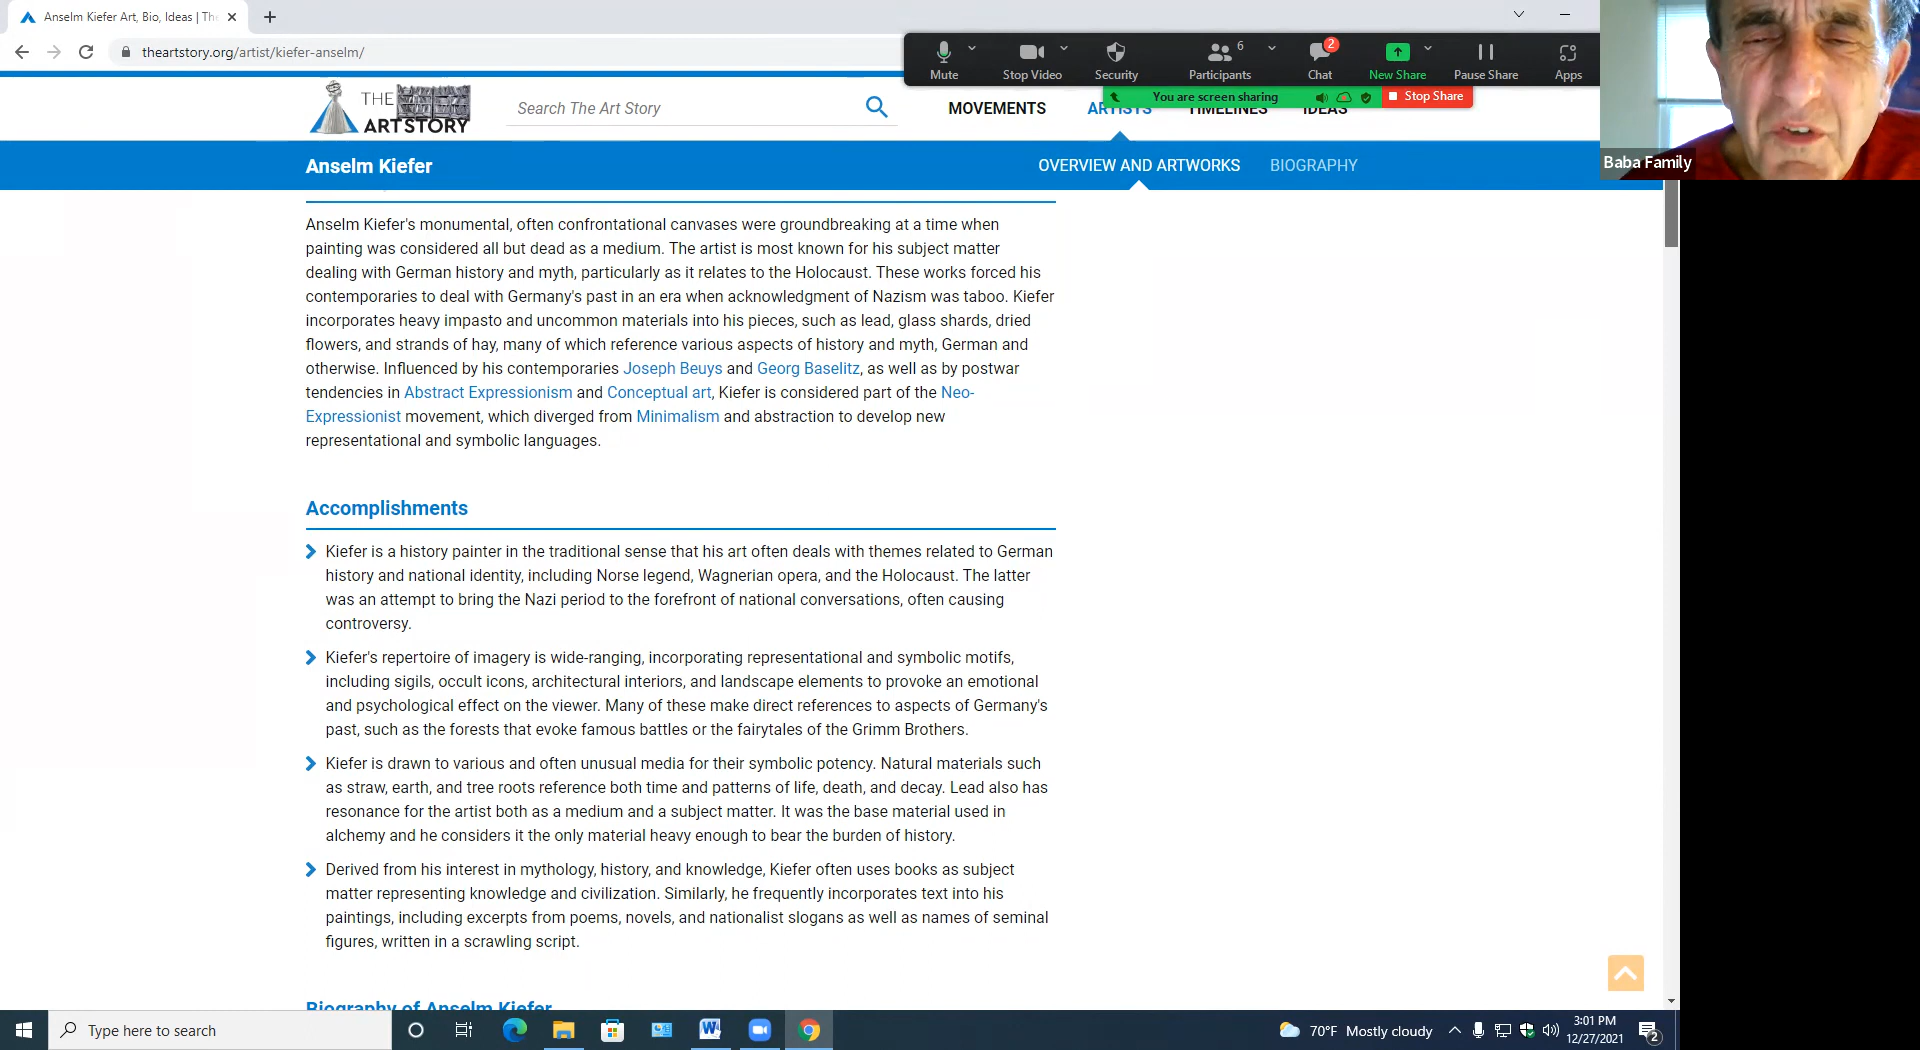 Anselm Kiefer Art, Bio, Ideas | The
theartstory.org/artist/kiefer-anselm/
Mute
Stop Video
Security
6
Participants
2
Chat
New Share
Pause Share
Apps
You are screen sharing
Stop Share
THE
ARTSTORY
Search The Art Story
MOVEMENTS
ARTISTS
TIMELINES
IDEAS
Baba Family
Anselm Kiefer
OVERVIEW AND ARTWORKS
BIOGRAPHY
Anselm Kiefer's monumental, often confrontational canvases were groundbreaking at a time when
painting was considered all but dead as a medium. The artist is most known for his subject matter
dealing with German history and myth, particularly as it relates to the Holocaust. These works forced his
contemporaries to deal with Germany's past in an era when acknowledgment of Nazism was taboo. Kiefer
incorporates heavy impasto and uncommon materials into his pieces, such as lead, glass shards, dried
flowers, and strands of hay, many of which reference various aspects of history and myth, German and
otherwise. Influenced by his contemporaries Joseph Beuys and Georg Baselitz, as well as by postwar
tendencies in Abstract Expressionism and Conceptual art, Kiefer is considered part of the Neo-
Expressionist movement, which diverged from Minimalism and abstraction to develop new
representational and symbolic languages.
Accomplishments
Kiefer is a history painter in the traditional sense that his art often deals with themes related to German
history and national identity, including Norse legend, Wagnerian opera, and the Holocaust. The latter
was an attempt to bring the Nazi period to the forefront of national conversations, often causing
controversy.
Kiefer's repertoire of imagery is wide-ranging, incorporating representational and symbolic motifs,
including sigils, occult icons, architectural interiors, and landscape elements to provoke an emotional
and psychological effect on the viewer. Many of these make direct references to aspects of Germany's
past, such as the forests that evoke famous battles or the fairytales of the Grimm Brothers.
Kiefer is drawn to various and often unusual media for their symbolic potency. Natural materials such
as straw, earth, and tree roots reference both time and patterns of life, death, and decay. Lead also has
resonance for the artist both as a medium and a subject matter. It was the base material used in
alchemy and he considers it the only material heavy enough to bear the burden of history.
Derived from his interest in mythology, history, and knowledge, Kiefer often uses books as subject
matter representing knowledge and civilization. Similarly, he frequently incorporates text into his
paintings, including excerpts from poems, novels, and nationalist slogans as well as names of seminal
figures, written in a scrawling script.
Biography of Anselm Kiefer
Type here to search
70°F Mostly cloudy
3:01 PM
12/27/2021
2